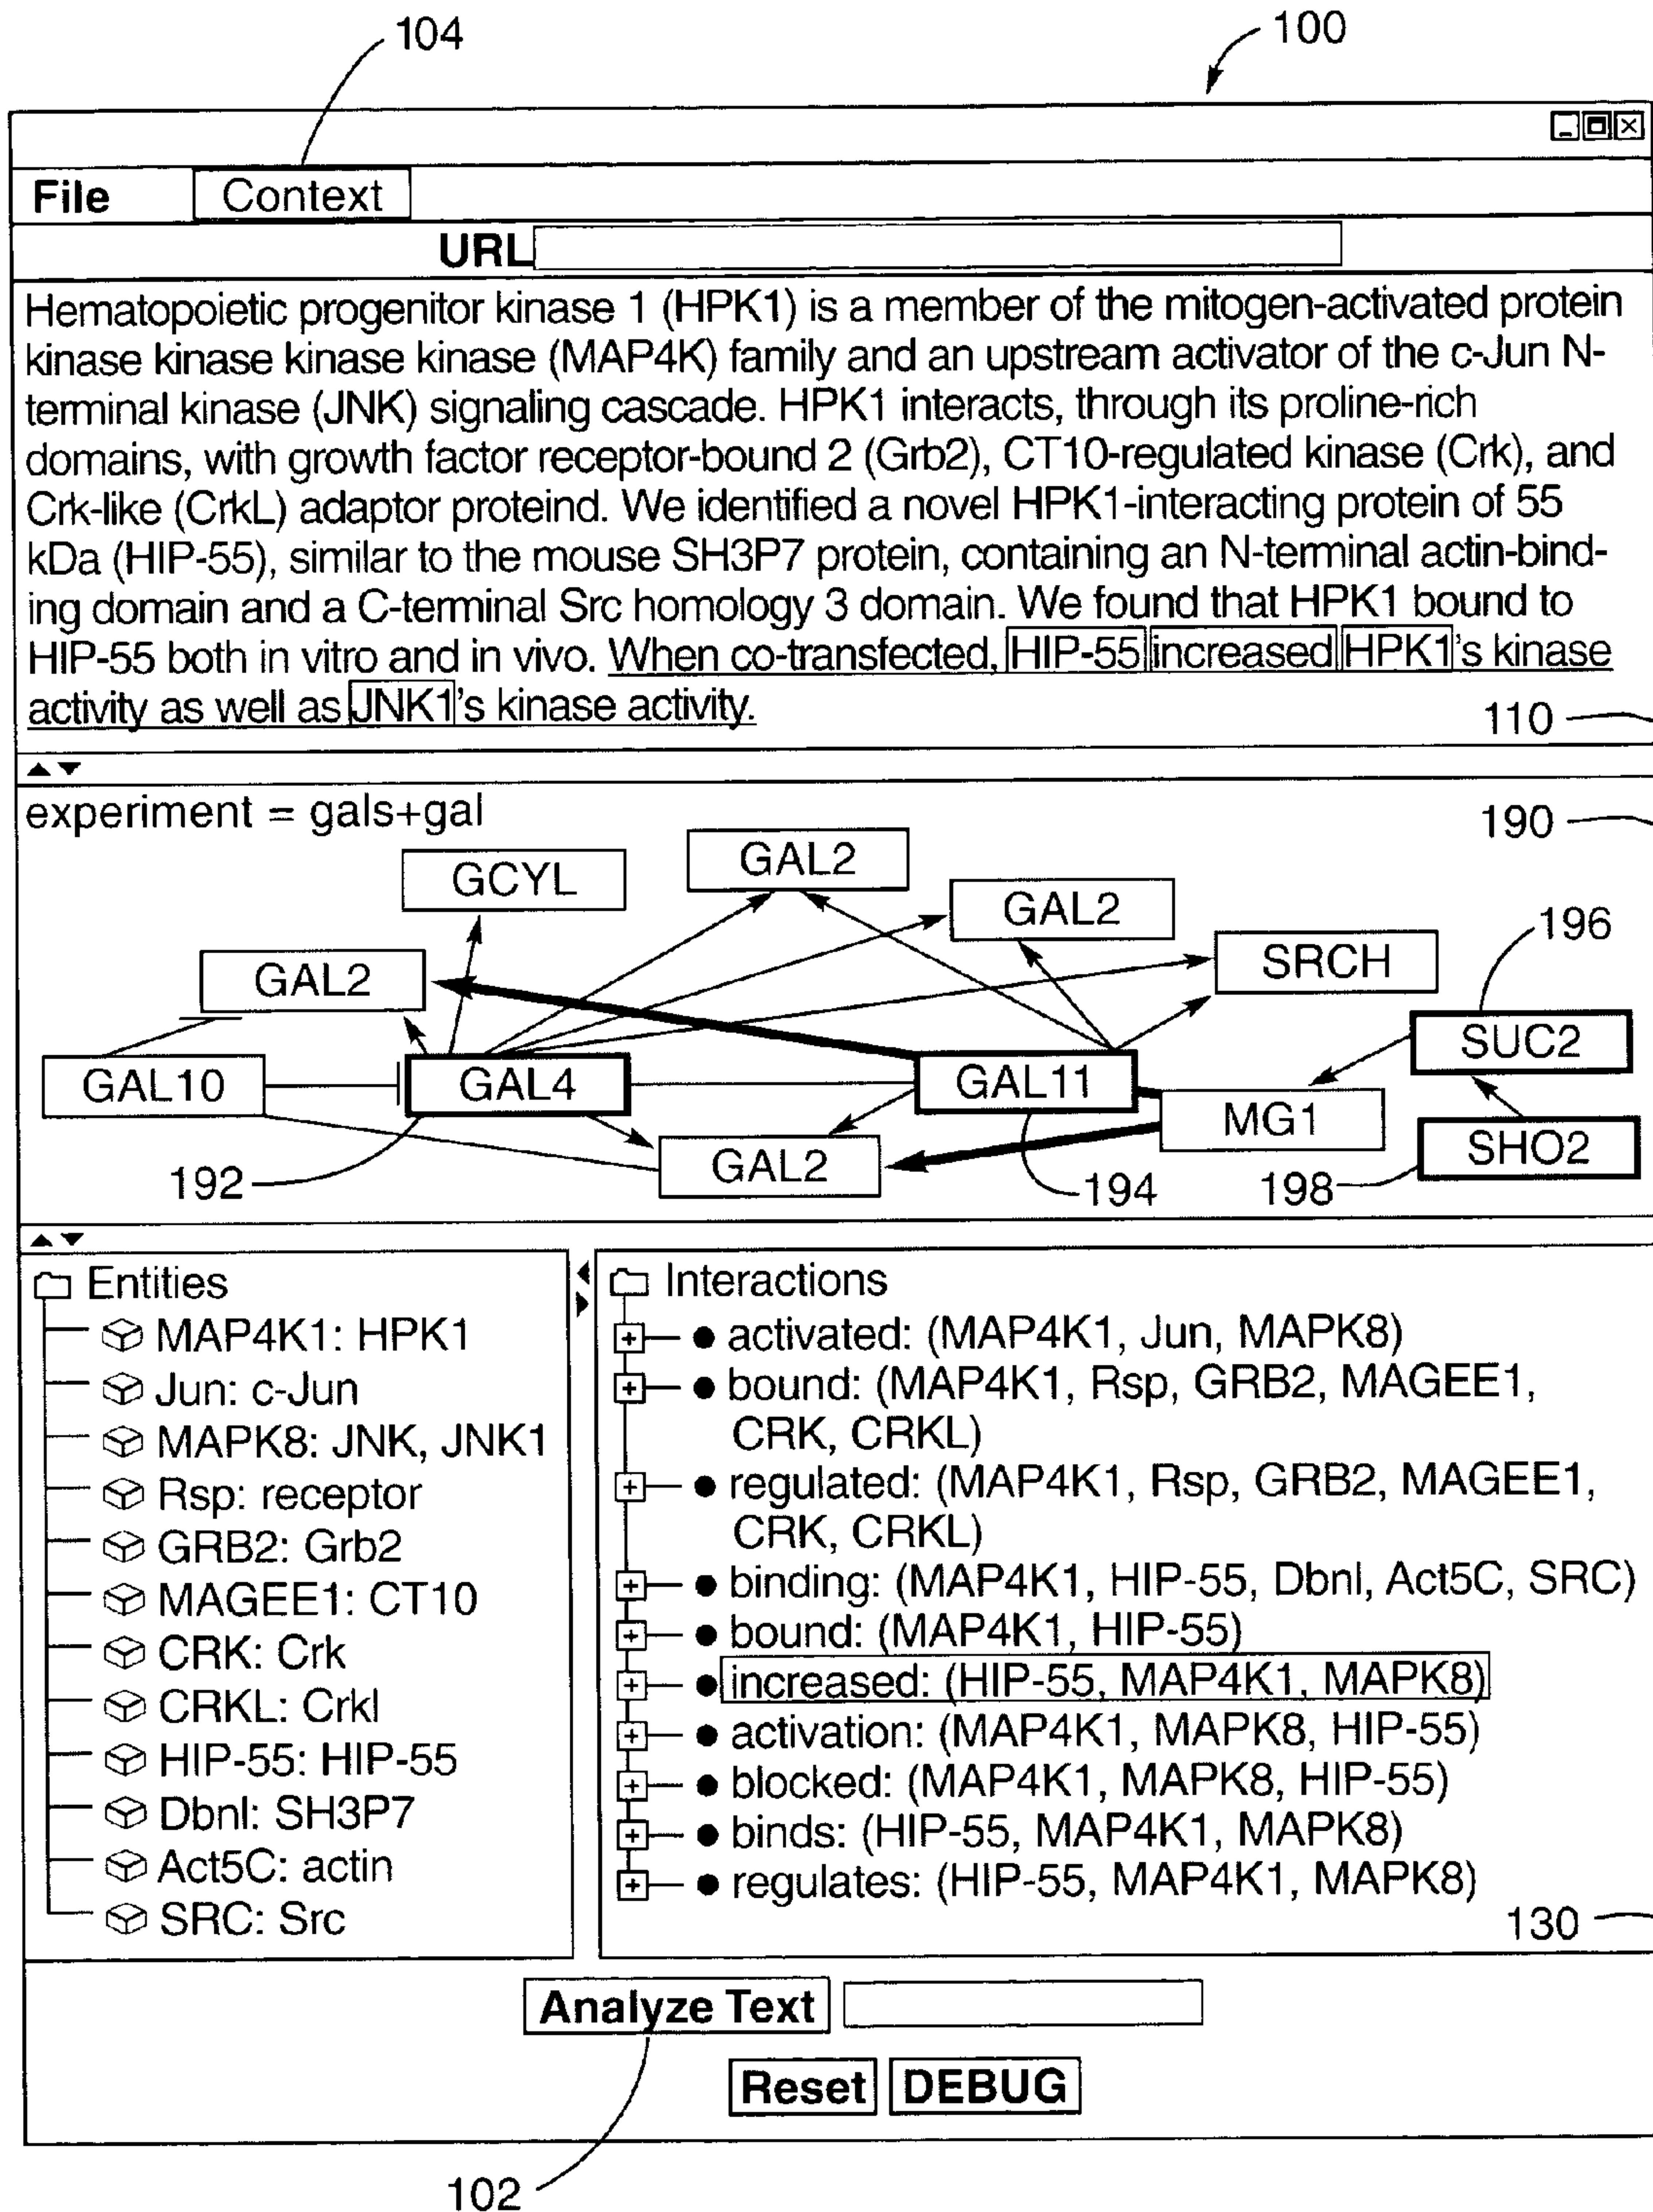 104
100
File Context
URL
Hematopoietic progenitor kinase 1 (HPK1) is a member of the mitogen-activated protein
kinase kinase kinase kinase (MAP4K) family and an upstream activator of the c-Jun N-
terminal kinase (JNK) signaling cascade. HPK1 interacts, through its proline-rich
domains, with growth factor receptor-bound 2 (Grb2), CT10-regulated kinase (Crk), and
Crk-like (CrkL) adaptor proteind. We identified a novel HPK1-interacting protein of 55
kDa (HIP-55), similar to the mouse SH3P7 protein, containing an N-terminal actin-bind-
ing domain and a C-terminal Src homology 3 domain. We found that HPK1 bound to
HIP-55 both in vitro and in vivo. When co-transfected, HIP-55 increased HPK1's kinase
activity as well as JNK1's kinase activity.
110
experiment = gals+gal
190
GCYL
GAL2
GAL2
196
GAL2
SRCH
SUC2
GAL10
GAL4
GAL11
MG1
SHO2
GAL2
192
194
198
Entities
MAP4K1: HPK1
Jun: c-Jun
MAPK8: JNK, JNK1
Rsp: receptor
GRB2: Grb2
MAGEE1: CT10
CRK: Crk
CRKL: Crkl
HIP-55: HIP-55
Dbnl: SH3P7
Act5C: actin
SRC: Src
Interactions
activated: (MAP4K1, Jun, MAPK8)
bound: (MAP4K1, Rsp, GRB2, MAGEE1,
CRK, CRKL)
regulated: (MAP4K1, Rsp, GRB2, MAGEE1,
CRK, CRKL)
binding: (MAP4K1, HIP-55, Dbnl, Act5C, SRC)
bound: (MAP4K1, HIP-55)
increased: (HIP-55, MAP4K1, MAPK8)
activation: (MAP4K1, MAPK8, HIP-55)
blocked: (MAP4K1, MAPK8, HIP-55)
binds: (HIP-55, MAP4K1, MAPK8)
regulates: (HIP-55, MAP4K1, MAPK8)
130
Analyze Text
Reset DEBUG
102